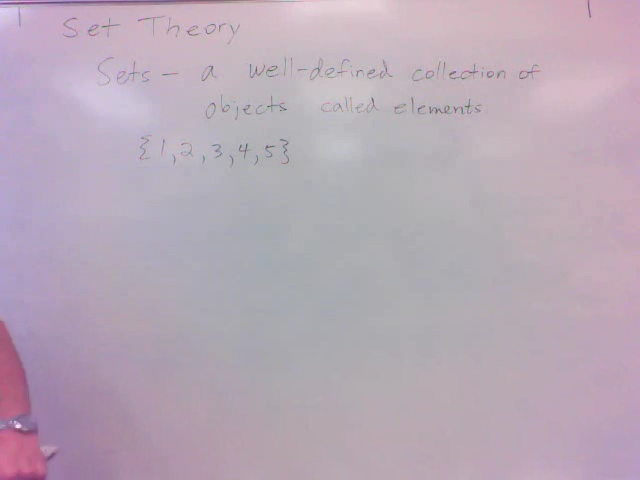 Set Theory
Sets - a well-defined collection of
objects called elements
{1,2,3,4,5}